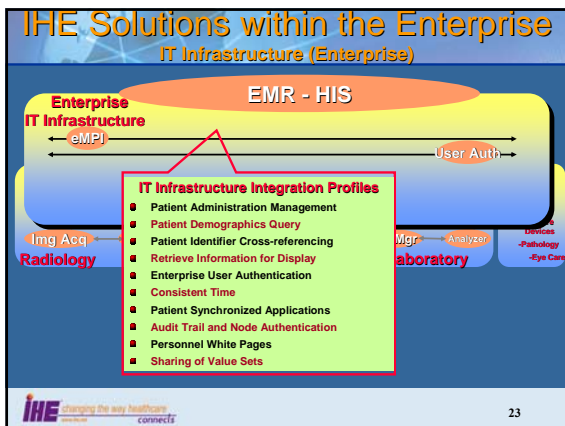 IHE Solutions within the Enterprise
IT Infrastructure (Enterprise)
EMR - HIS
Enterprise
IT Infrastructure
eMPI
User Auth
IT Infrastructure Integration Profiles
Patient Administration Management
Patient Demographics Query
Patient Identifier Cross-referencing
Retrieve Information for Display
Enterprise User Authentication
Consistent Time
Patient Synchronized Applications
Audit Trail and Node Authentication
Personnel White Pages
Sharing of Value Sets
Img Acq
Radiology
Mgr
Analyzer
aboratory
Devices
-Pathology
-Eye Care
IHE changing the way healthcare
www.ihe.net connects
23